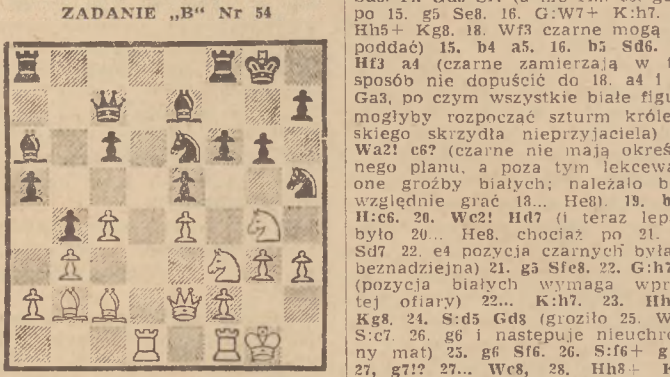 ZADANIE „B“ Nr 54
po 15. g5 Se8. 16. G:W7+ K:h7.
Hh5+ Kg8. 18. Wf3 czarne mogą
poddać) 15. b4 a5. 16. b5 Sd6.
Hf3 a4 (czarne zamierzają w
sposób nie dopuścić do 18. a4 i
Ga3, po czym wszystkie białe figu
mogłyby rozpocząć szturm króle
skiego skrzydła nieprzyjaciela)
Wa2! c6? (czarne nie mają okreś
nego planu, a poza tym lekcewa
one groźby białych; należało b
względnie grać 18... He8). 19. b
H:c6. 20. Wc2! Hd7 (i teraz lep
było 20... He8. chociaż po 21.
Sd7 22. e4 pozycja czarnych była
beznadziejna) 21. g5 Sfe8. 22. G:h7
(pozycja białych wymaga wpr
tej ofiary) 22... K:h7. 23. Hh
Kg8. 24. S:d5 Gd8 (groziło 25. W
S:c7. 26. g6 i nastepuje nieuchro
ny mat) 25. g6 Sf6. 26. S:f6+ g
27, g7!? 27... Wc8, 28. Hh8+